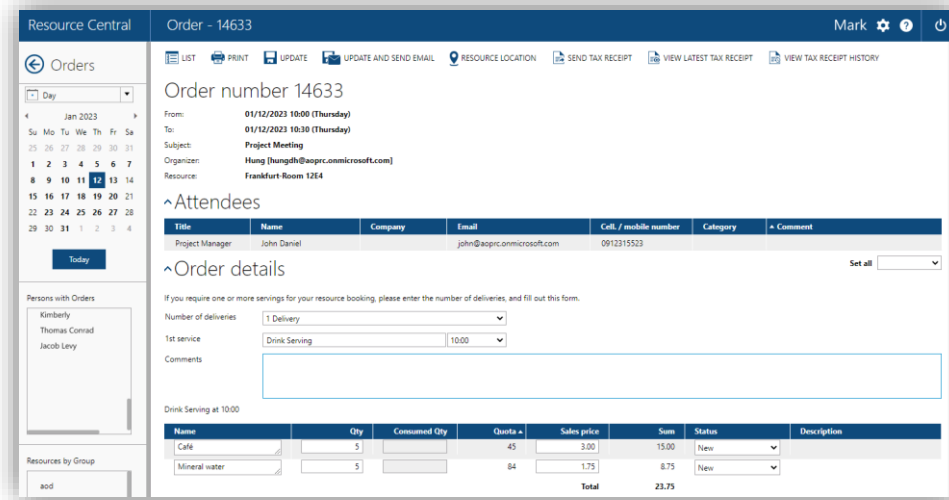 Resource Central
Order - 14633
Mark
Orders
LIST PRINT UPDATE UPDATE AND SEND EMAIL RESOURCE LOCATION SEND TAX RECEIPT VIEW LATEST TAX RECEIPT VIEW TAX RECEIPT HISTORY
Day
Jan 2023
Su Mo Tu We Th Fr Sa
25 26 27 28 29 30 31
1 2 3 4 5 6 7
8 9 10 11 12 13 14
15 16 17 18 19 20 21
22 23 24 25 26 27 28
29 30 31 1 2 3 4
Today
Persons with Orders
Kimberly
Thomas Conrad
Jacob Levy
Resources by Group
aod
Order number 14633
From: 01/12/2023 10:00 (Thursday)
To: 01/12/2023 10:30 (Thursday)
Subject: Project Meeting
Organizer: Hung [hungdh@aoprc.onmicrosoft.com]
Resource: Frankfurt-Room 12E4
Attendees
Title Name Company Email Cell. / mobile number Category Comment
Project Manager John Daniel john@aoprc.onmicrosoft.com 0912315523
Order details
Set all
If you require one or more servings for your resource booking, please enter the number of deliveries, and fill out this form.
Number of deliveries 1 Delivery
1st service Drink Serving 10:00
Comments
Drink Serving at 10:00
Name Qty Consumed Qty Quota Sales price Sum Status Description
Café 5 45 3.00 15.00 New
Mineral water 5 84 1.75 8.75 New
Total 23.75